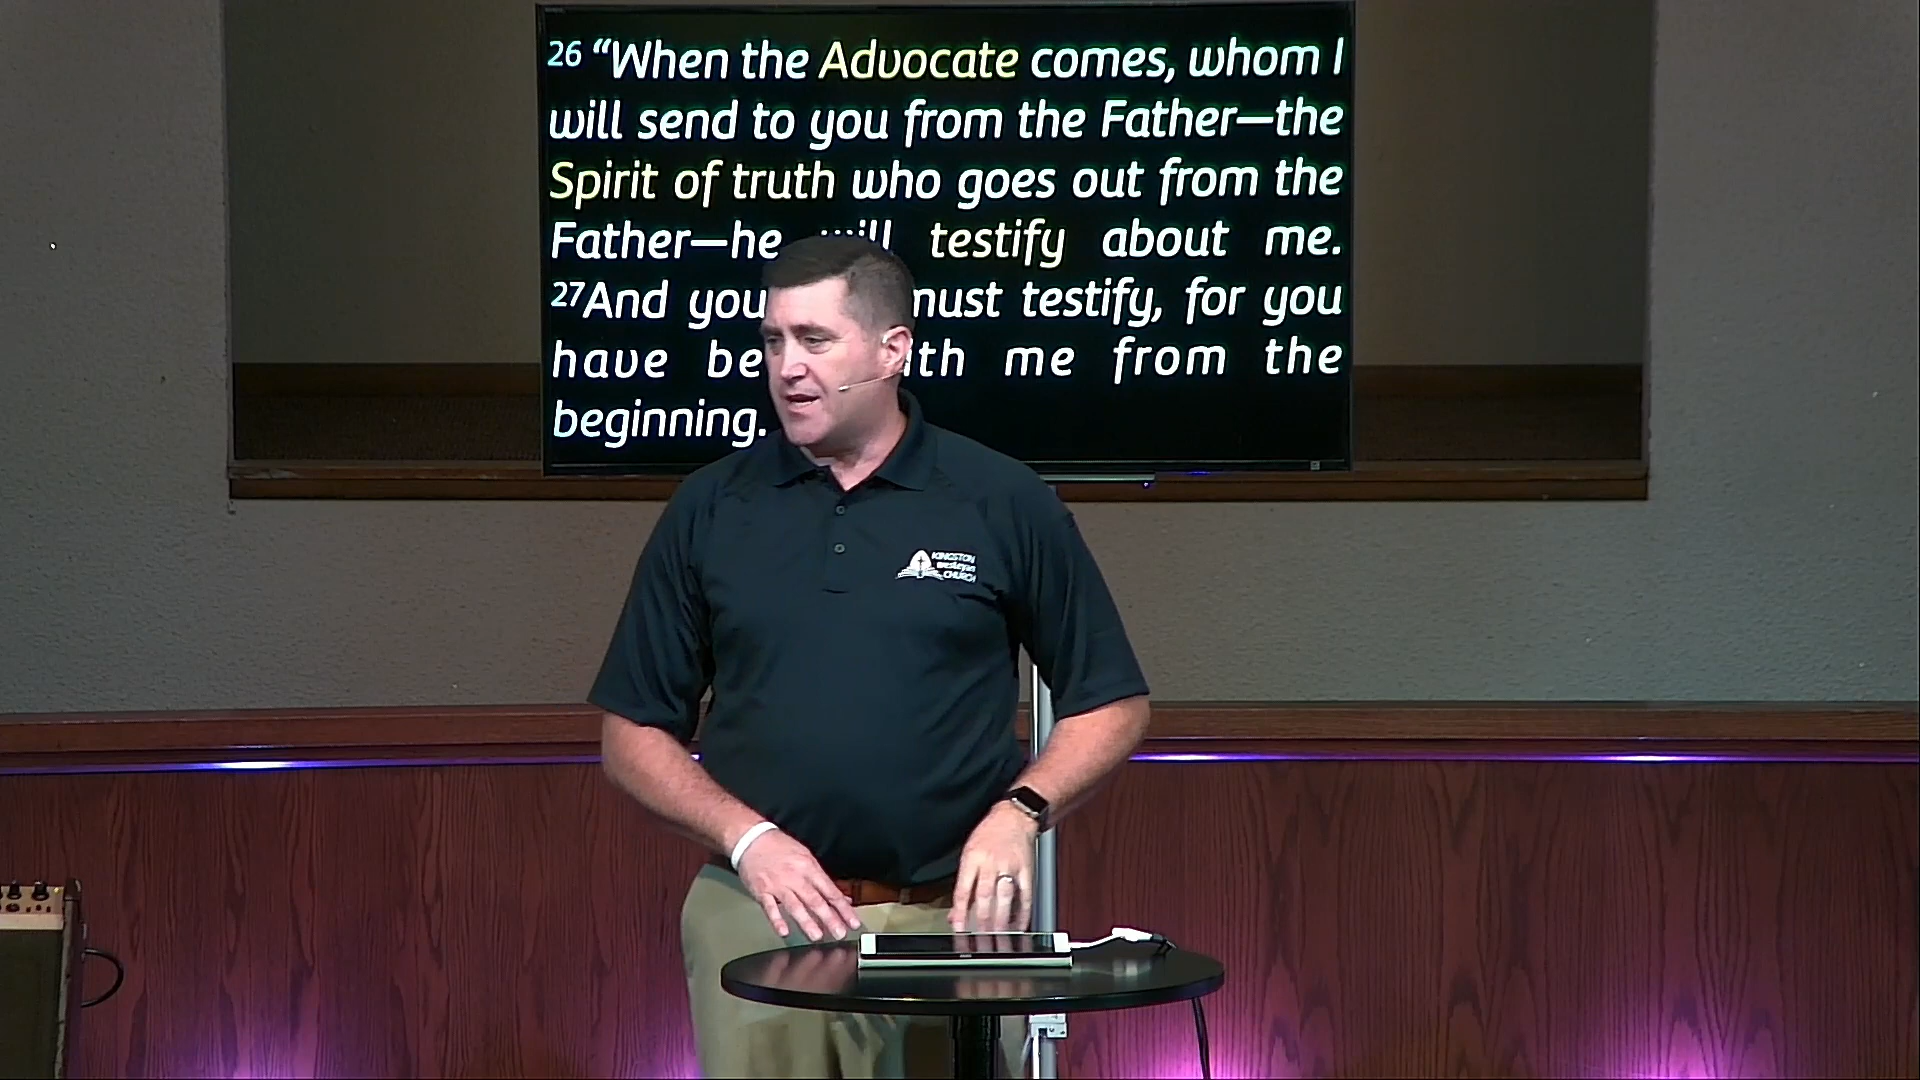 26 “When the Advocate comes, whom I
will send to you from the Father—the
Spirit of truth who goes out from the
Father—he will testify about me.
27And you must testify, for you
have with me from the
beginning.
KINGSTON
Wesleyan
CHURCH